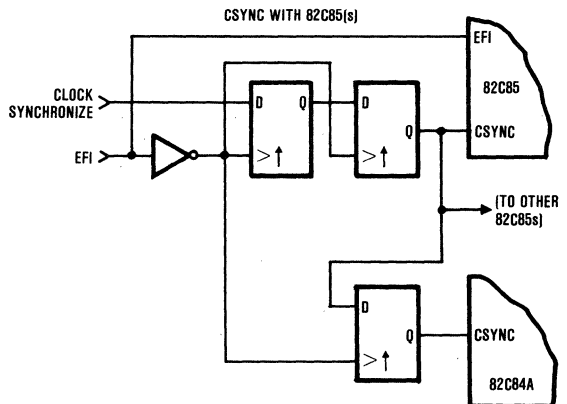 CSYNC WITH 82C85(s)
EFI
82C85
CLOCK
SYNCHRONIZE
D Q
D
Q
CSYNC
EFI
(TO OTHER
82C85s)
D
Q
CSYNC
82C84A